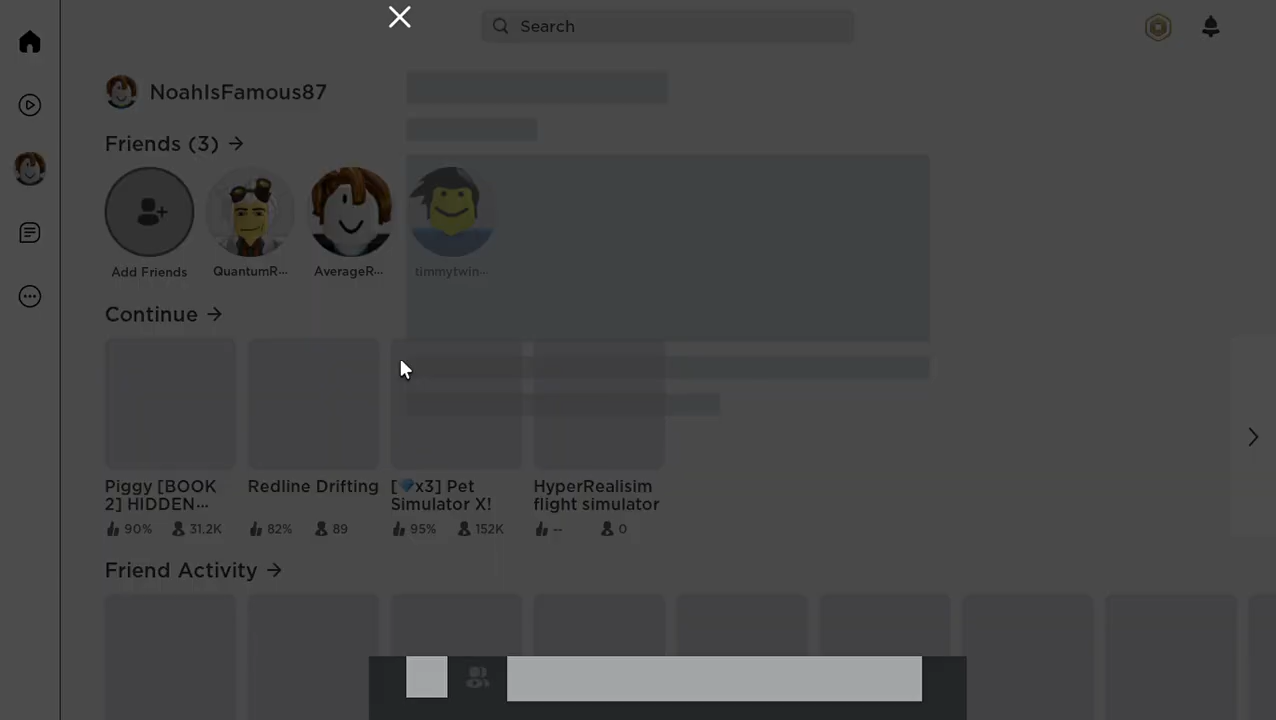 Search
NoahIsFamous87
Friends (3) →
Add Friends
QuantumR...
AverageR...
timmytwin...
Continue →
Piggy [BOOK
2] HIDDEN...
90% 31.2K
Redline Drifting
82% 89
[💎x3] Pet
Simulator X!
95% 152K
HyperRealisim
flight simulator
-- 0
Friend Activity →